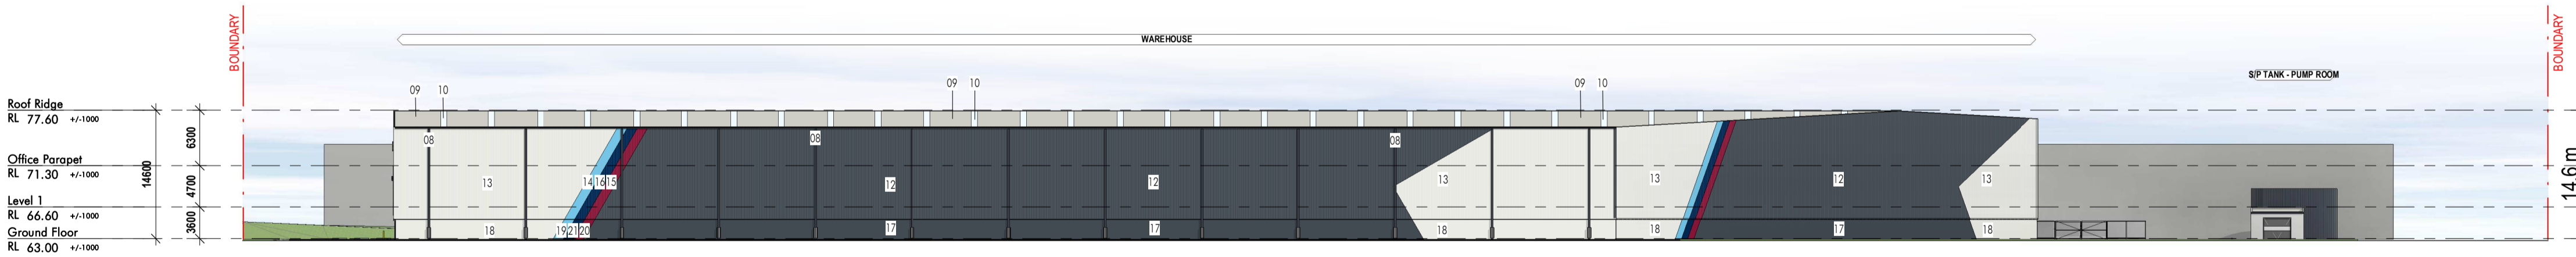 BOUNDARY
BOUNDARY
WAREHOUSE
S/P TANK - PUMP ROOM
09 10
09 10
09 10
Roof Ridge
RL 77.60 +/-1000
Office Parapet
RL 71.30 +/-1000
Level 1
RL 66.60 +/-1000
Ground Floor
RL 63.00 +/-1000
14600
6300
4700
3600
08 08 08
13 14 16 15 12 12 13 13 12 13
18 19 21 20 17 17 18 18 17 18
14.6 m